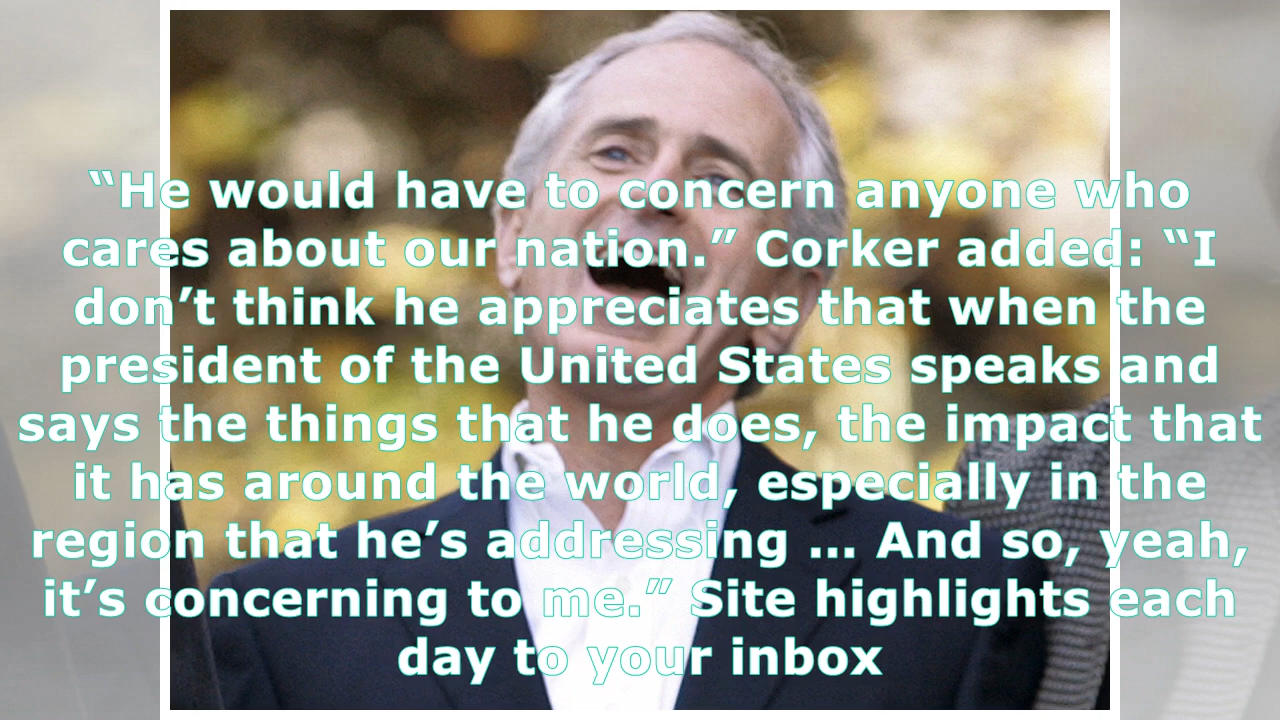 “He would have to concern anyone who
cares about our nation.” Corker added: “I
don’t think he appreciates that when the
president of the United States speaks and
says the things that he does, the impact that
it has around the world, especially in the
region that he’s addressing ... And so, yeah,
it’s concerning to me.” Site highlights each
day to your inbox